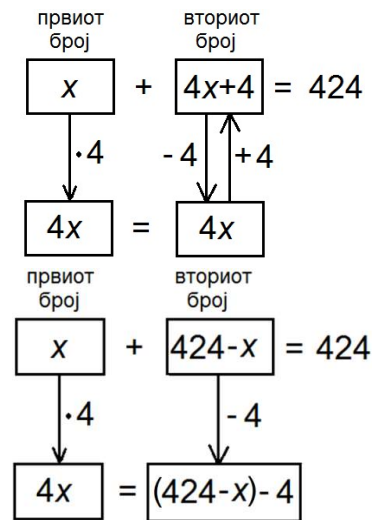 првиот вториот
број број
x + 4x+4 = 424
·4 -4 +4
4x = 4x
првиот вториот
број број
x + 424-x = 424
·4 -4
4x = (424-x)-4